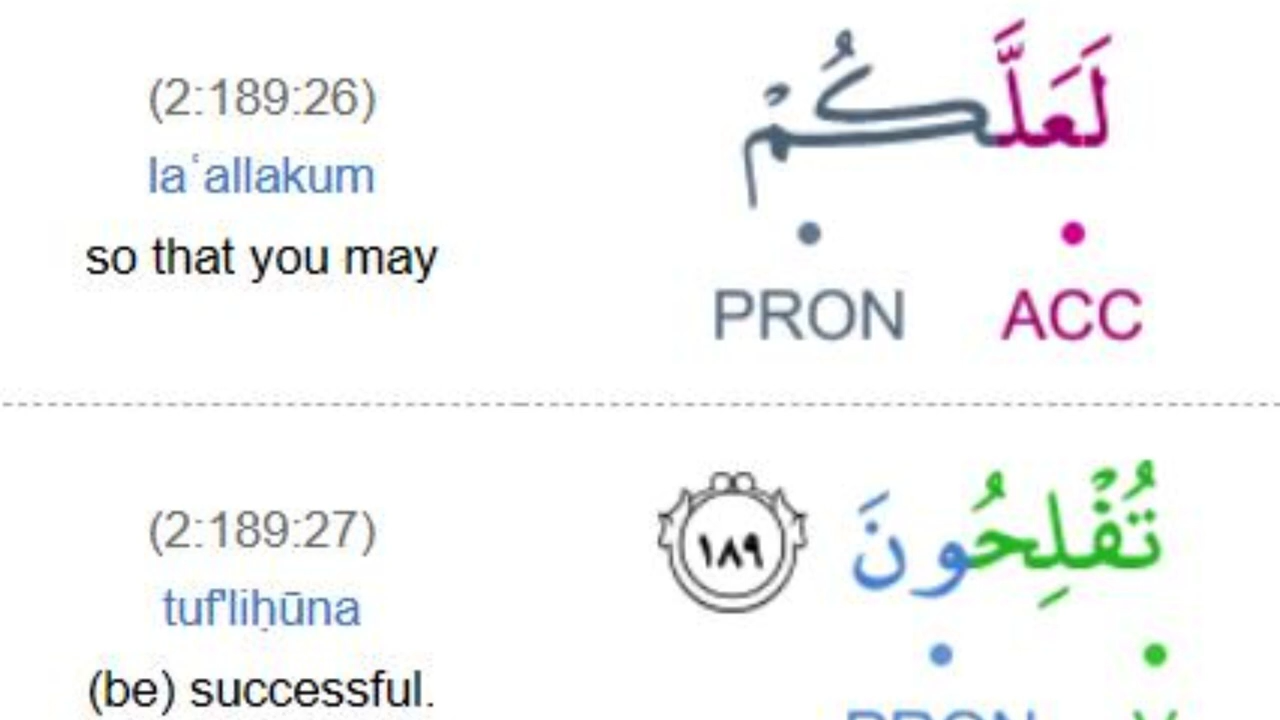 (2:189:26)
laʿallakum
so that you may
لَعَلَّكُمْ
PRON ACC
(2:189:27)
tuf'liḥūna
(be) successful.
تُفْلِحُونَ ١٨٩
PRON V